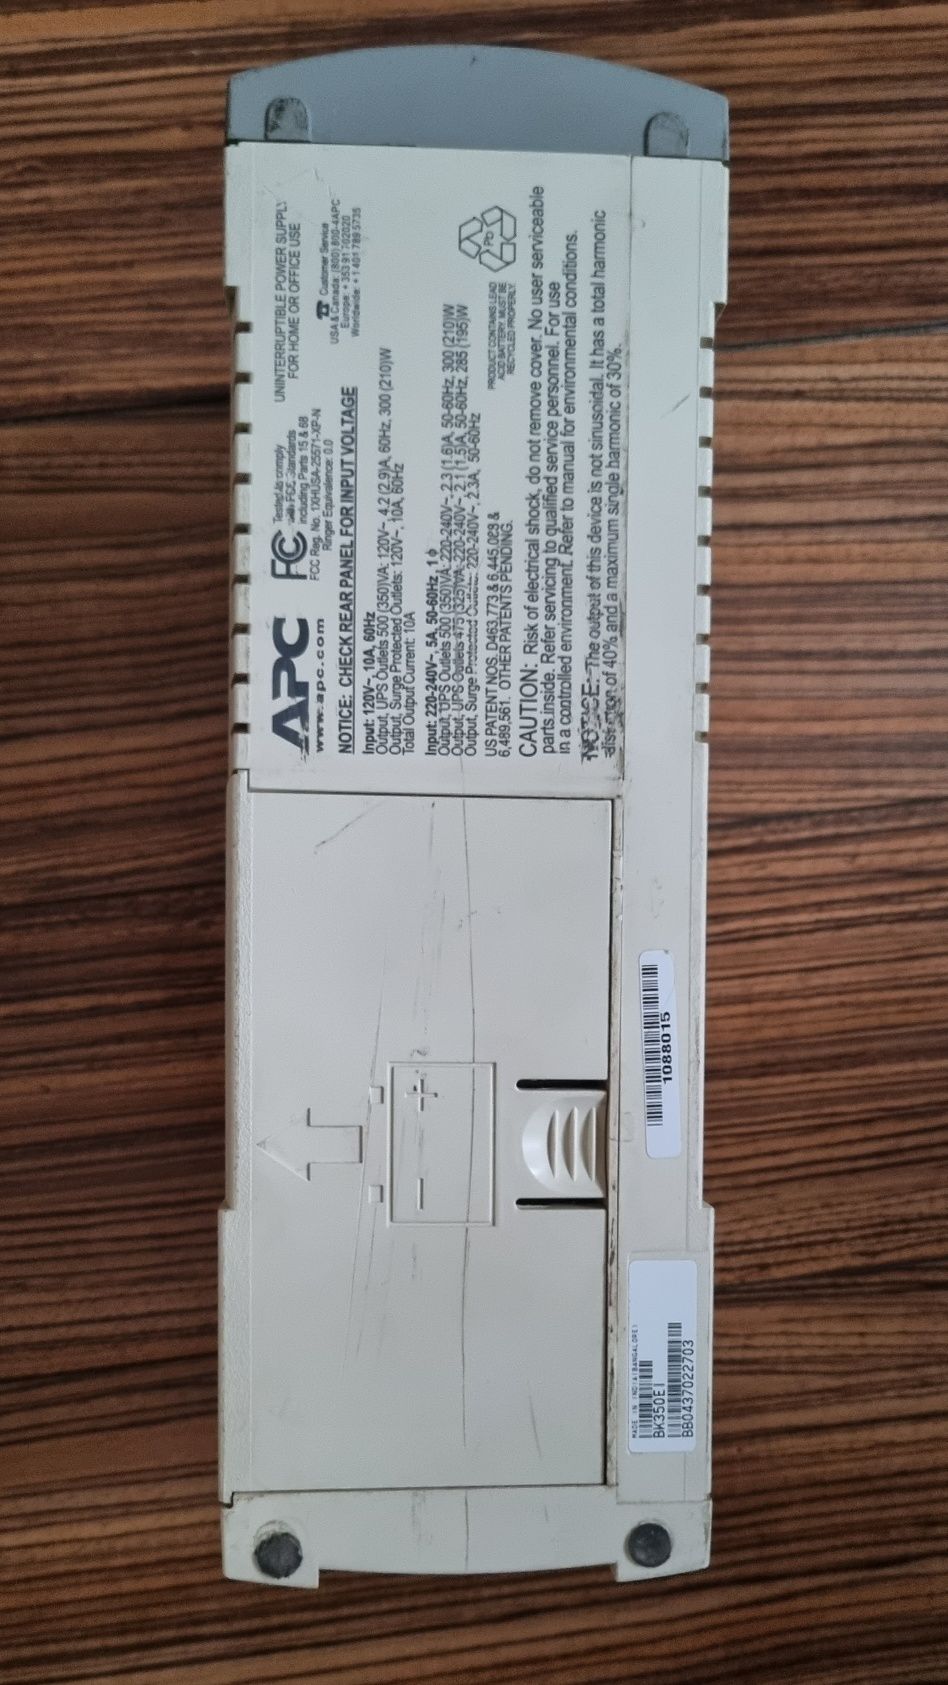 APC
www.apc.com
FC
Tested to comply
with FCC Standards
including Parts 15 & 68
FCC Reg. No. 1XHUSA-25571-XP-N
Ringer Equivalence: 0.0
UNINTERRUPTIBLE POWER SUPPLY
FOR HOME OR OFFICE USE
Customer Service
USA & Canada: (800) 800-4APC
Europe: + 353 91 702020
Worldwide: + 1 401 789 5735
NOTICE: CHECK REAR PANEL FOR INPUT VOLTAGE
Input: 120V~, 10A, 60Hz
Output, UPS Outlets 500 (350)VA: 120V~, 4.2 (2.9)A, 60Hz, 300 (210)W
Output, Surge Protected Outlets: 120V~, 10A, 60Hz
Total Output Current: 10A
Input: 220-240V~, 5A, 50-60Hz, 1 ϕ
Output, UPS Outlets 500 (350)VA: 220-240V~, 2.3 (1.6)A, 50-60Hz, 300 (210)W
Output, UPS Outlets 475 (325)VA: 220-240V~, 2.1 (1.5)A, 50-60Hz, 285 (195)W
Output, Surge Protected Outlets: 220-240V~, 2.3A, 50-60Hz
US PATENT NOS. D463,773 & 6,445,088 &
6,489,561. OTHER PATENTS PENDING.
PRODUCT CONTAINS LEAD
ACID BATTERY. MUST BE
RECYCLED PROPERLY.
Pb
CAUTION: Risk of electrical shock, do not remove cover. No user serviceable
parts inside. Refer servicing to qualified service personnel. For use
in a controlled environment. Refer to manual for environmental conditions.
NOTICE: The output of this device is not sinusoidal. It has a total harmonic
distortion of 40% and a maximum single harmonic of 30%.
- +
1088015
MADE IN INDIA(BANGALORE)
BK350EI
BB0437022703